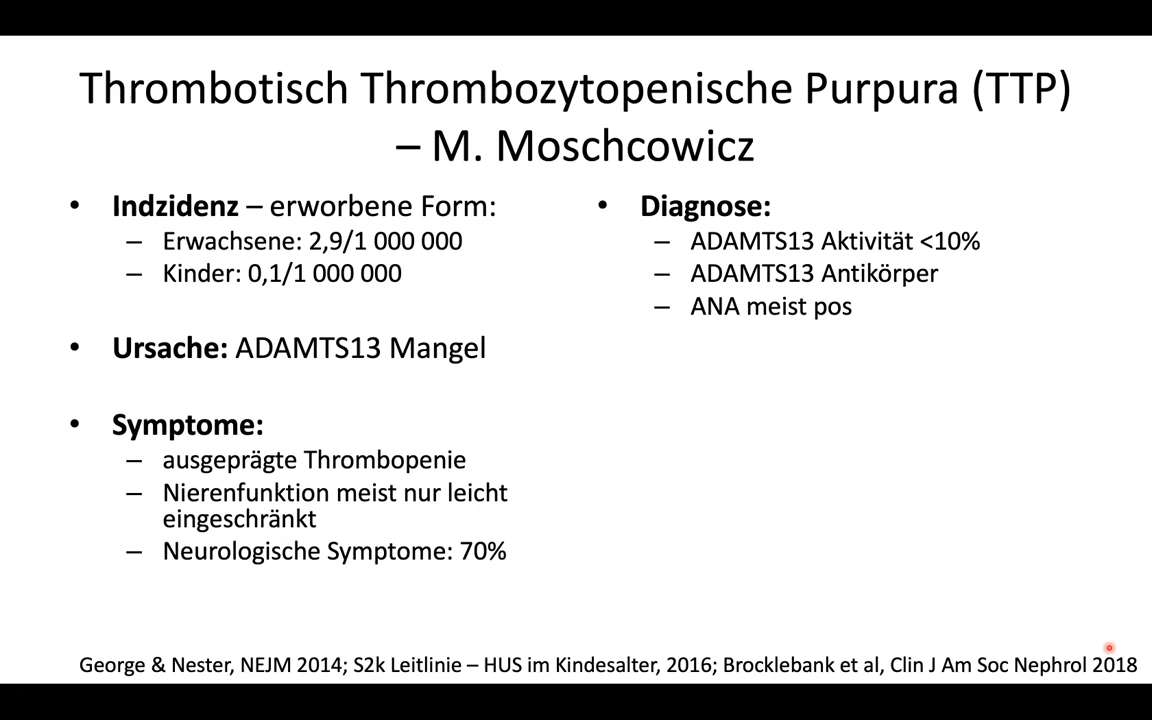 Thrombotisch Thrombozytopenische Purpura (TTP)
– M. Moschcowicz
• Indzidenz – erworbene Form:
– Erwachsene: 2,9/1 000 000
– Kinder: 0,1/1 000 000
• Ursache: ADAMTS13 Mangel
• Symptome:
– ausgeprägte Thrombopenie
– Nierenfunktion meist nur leicht
eingeschränkt
– Neurologische Symptome: 70%
• Diagnose:
– ADAMTS13 Aktivität <10%
– ADAMTS13 Antikörper
– ANA meist pos
George & Nester, NEJM 2014; S2k Leitlinie – HUS im Kindesalter, 2016; Brocklebank et al, Clin J Am Soc Nephrol 2018